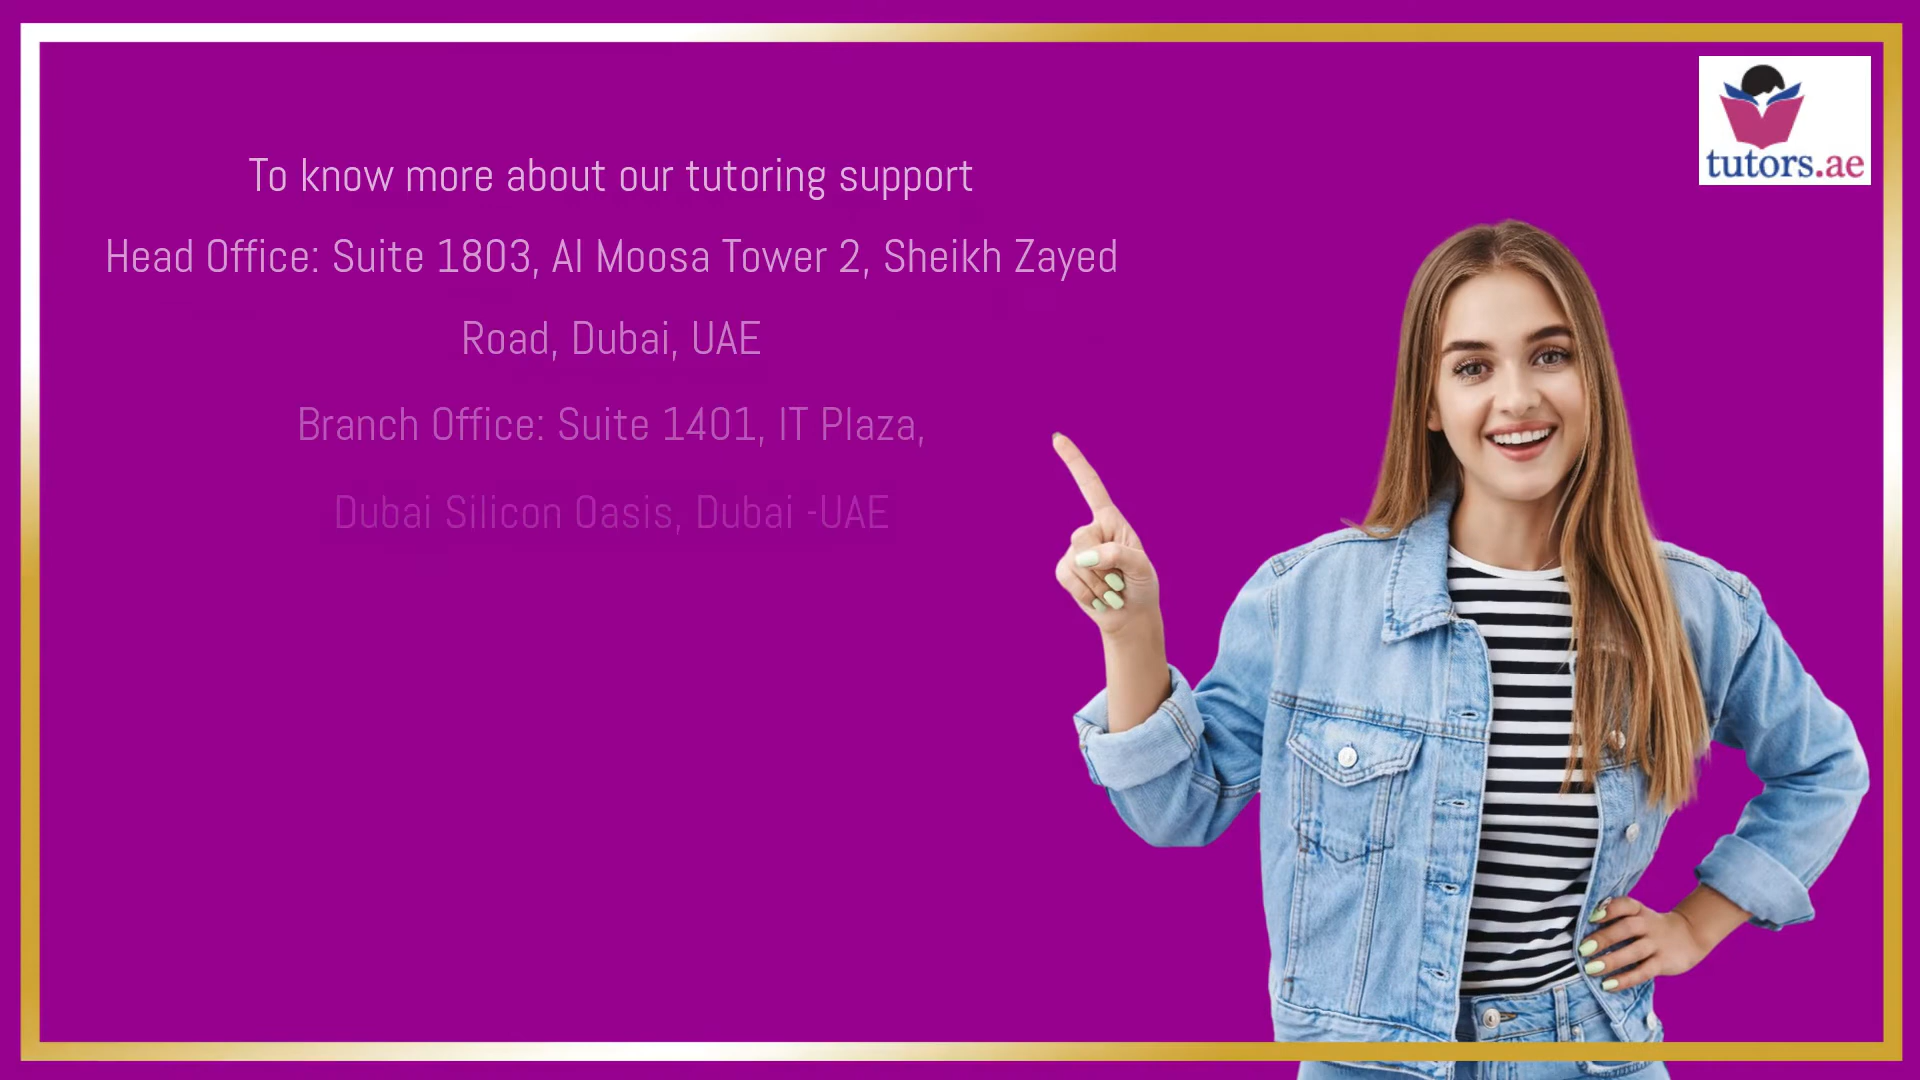 tutors.ae
To know more about our tutoring support
Head Office: Suite 1803, Al Moosa Tower 2, Sheikh Zayed
Road, Dubai, UAE
Branch Office: Suite 1401, IT Plaza,
Dubai Silicon Oasis, Dubai -UAE